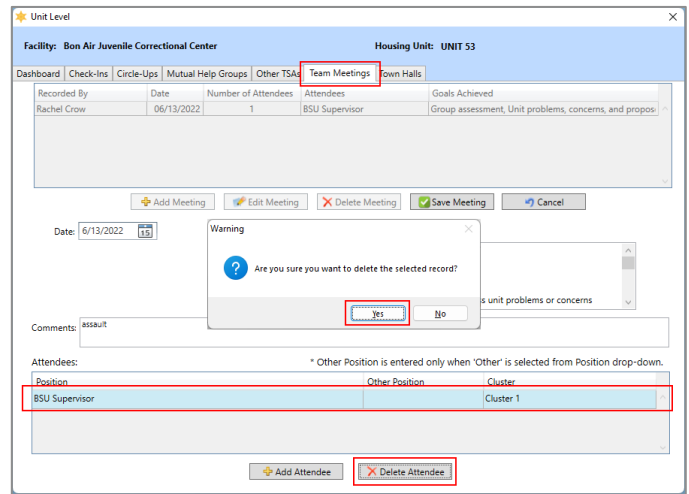 Unit Level
Facility: Bon Air Juvenile Correctional Center Housing Unit: UNIT 53
Dashboard Check-Ins Circle-Ups Mutual Help Groups Other TSAs Team Meetings Town Halls
Recorded By Date Number of Attendees Attendees Goals Achieved
Rachel Crow 06/13/2022 1 BSU Supervisor Group assessment, Unit problems, concerns, and propos
Add Meeting Edit Meeting Delete Meeting Save Meeting Cancel
Date: 6/13/2022 15
Warning
Are you sure you want to delete the selected record?
Yes No
s unit problems or concerns
Comments: assault
Attendees: * Other Position is entered only when 'Other' is selected from Position drop-down.
Position Other Position Cluster
BSU Supervisor Cluster 1
Add Attendee Delete Attendee